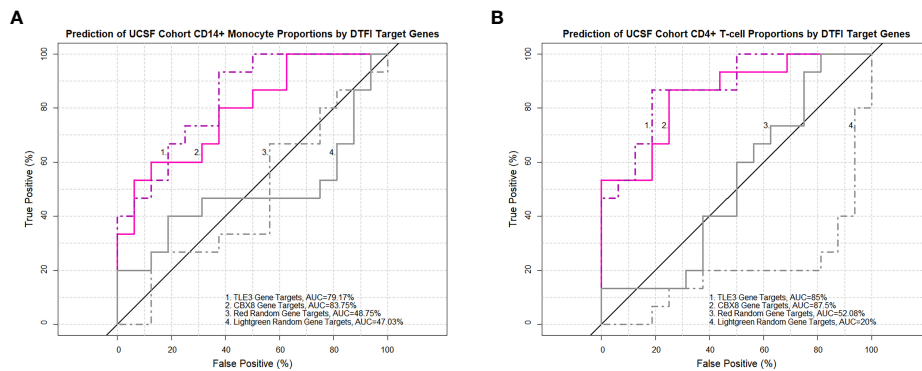 A
Prediction of UCSF Cohort CD14+ Monocyte Proportions by DTFI Target Genes
True Positive (%)
100
80
60
40
20
0
1.
2.
3.
4.
1. TLE3 Gene Targets, AUC=79.17%
2. CBX8 Gene Targets, AUC=83.75%
3. Red Random Gene Targets, AUC=48.75%
4. Lightgreen Random Gene Targets, AUC=47.03%
0 20 40 60 80 100
False Positive (%)
B
Prediction of UCSF Cohort CD4+ T-cell Proportions by DTFI Target Genes
True Positive (%)
100
80
60
40
20
0
1.
2.
3.
4.
1. TLE3 Gene Targets, AUC=85%
2. CBX8 Gene Targets, AUC=87.5%
3. Red Random Gene Targets, AUC=52.08%
4. Lightgreen Random Gene Targets, AUC=20%
0 20 40 60 80 100
False Positive (%)